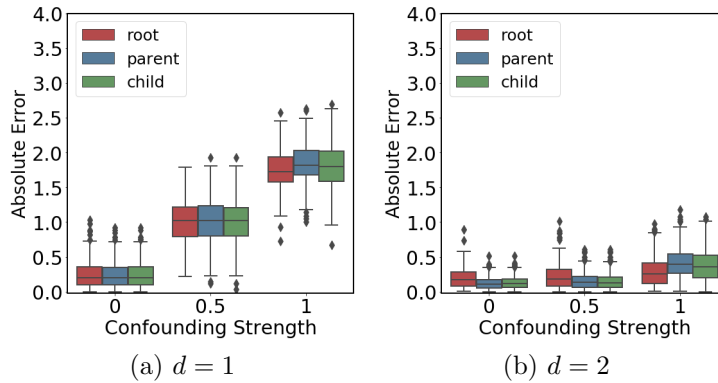 4.0
3.5
3.0
2.5
2.0
1.5
1.0
0.5
0.0
Absolute Error
root
parent
child
0 0.5 1
Confounding Strength
(a) d = 1
4.0
3.5
3.0
2.5
2.0
1.5
1.0
0.5
0.0
Absolute Error
root
parent
child
0 0.5 1
Confounding Strength
(b) d = 2